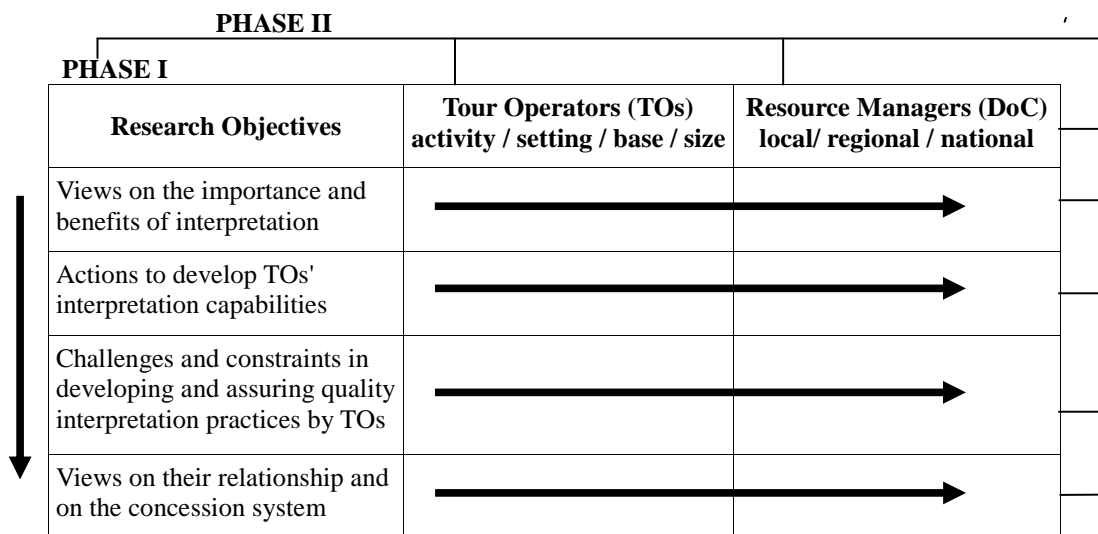 PHASE II
PHASE I
Research Objectives
Tour Operators (TOs)
activity / setting / base / size
Resource Managers (DoC)
local/ regional / national
Views on the importance and
benefits of interpretation
Actions to develop TOs'
interpretation capabilities
Challenges and constraints in
developing and assuring quality
interpretation practices by TOs
Views on their relationship and
on the concession system